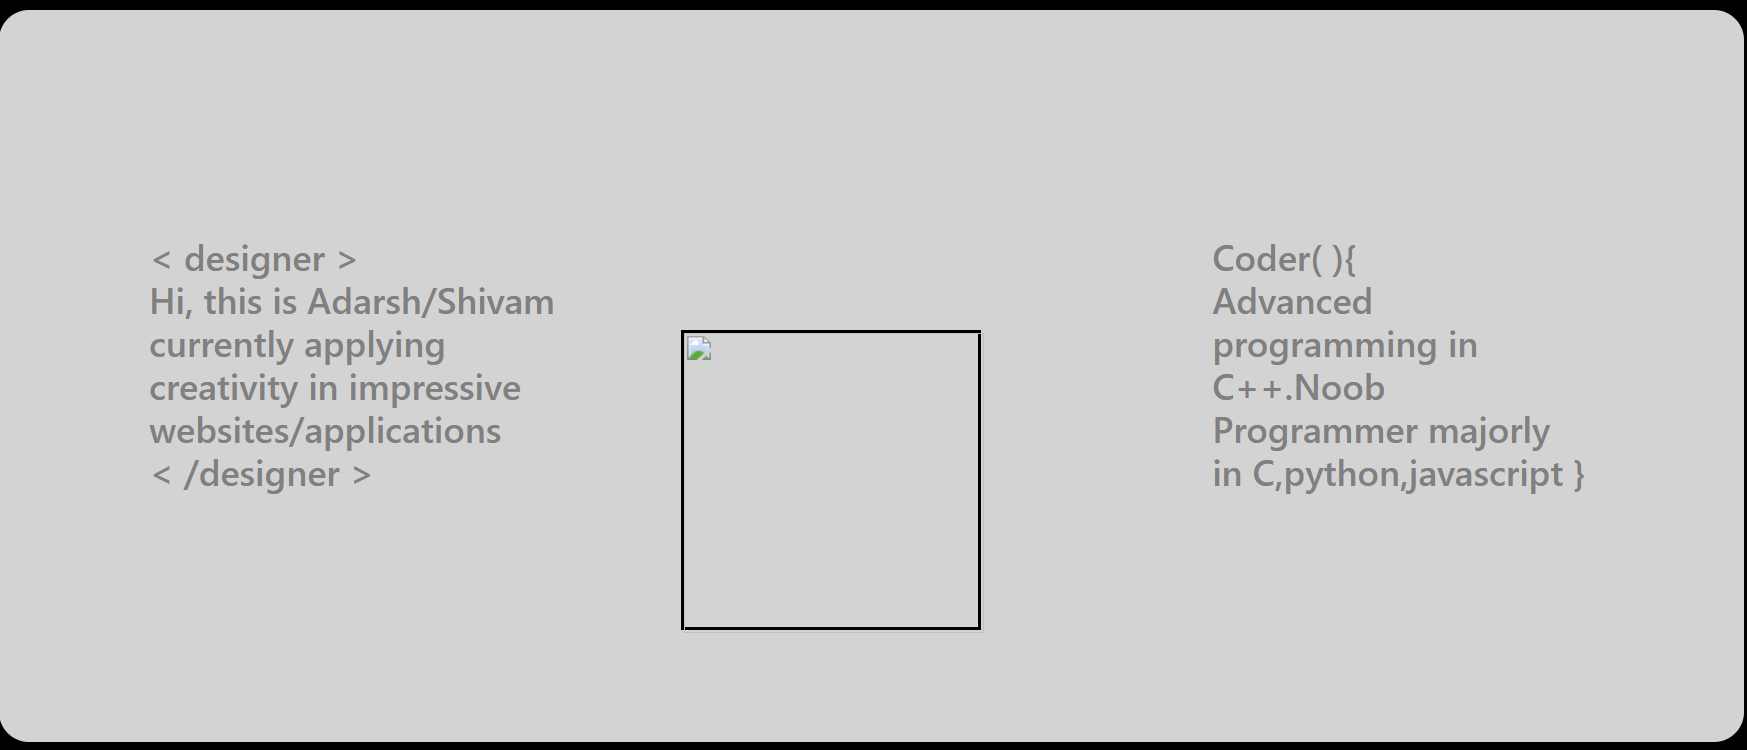 < designer >
Hi, this is Adarsh/Shivam
currently applying
creativity in impressive
websites/applications
< /designer >
Coder( ){
Advanced
programming in
C++.Noob
Programmer majorly
in C,python,javascript }